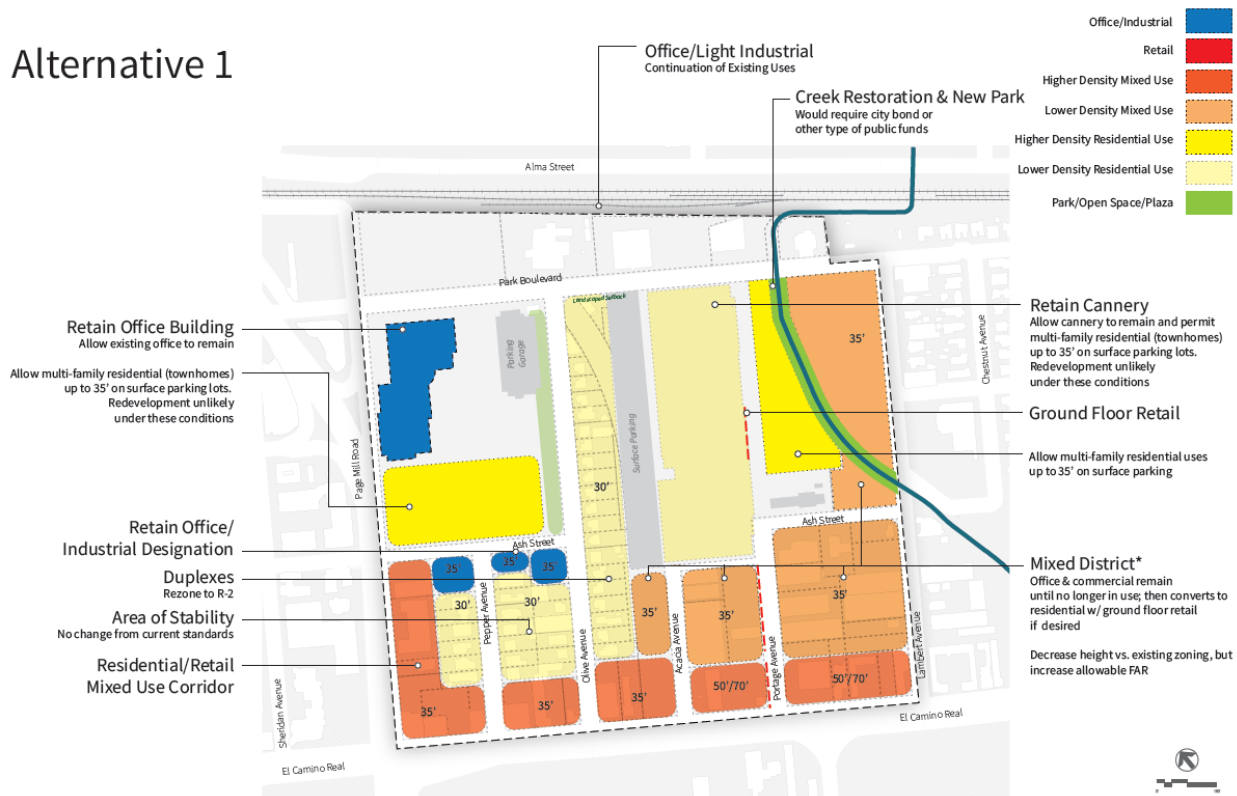 Alternative 1
Office/Industrial
Retail
Higher Density Mixed Use
Lower Density Mixed Use
Higher Density Residential Use
Lower Density Residential Use
Park/Open Space/Plaza
Office/Light Industrial
Continuation of Existing Uses
Creek Restoration & New Park
Would require city bond or
other type of public funds
Alma Street
Park Boulevard
Landscaped Setback
Retain Office Building
Allow existing office to remain
Allow multi-family residential (townhomes)
up to 35' on surface parking lots.
Redevelopment unlikely
under these conditions
Retain Office/
Industrial Designation
Duplexes
Rezone to R-2
Area of Stability
No change from current standards
Residential/Retail
Mixed Use Corridor
Page Mill Road
Parking
Garage
Surface Parking
30'
35'
Chestnut Avenue
Retain Cannery
Allow cannery to remain and permit
multi-family residential (townhomes)
up to 35' on surface parking lots.
Redevelopment unlikely
under these conditions
Ground Floor Retail
Allow multi-family residential uses
up to 35' on surface parking
Mixed District*
Office & commercial remain
until no longer in use; then converts to
residential w/ ground floor retail
if desired
Decrease height vs. existing zoning, but
increase allowable FAR
Ash Street
Ash Street
35'
35'
35'
30'
30'
35'
35'
35'
Pepper Avenue
Olive Avenue
Acacia Avenue
Portage Avenue
Lambert Avenue
Sheridan Avenue
35'
35'
35'
50'/70'
50'/70'
El Camino Real
El Camino Real
0